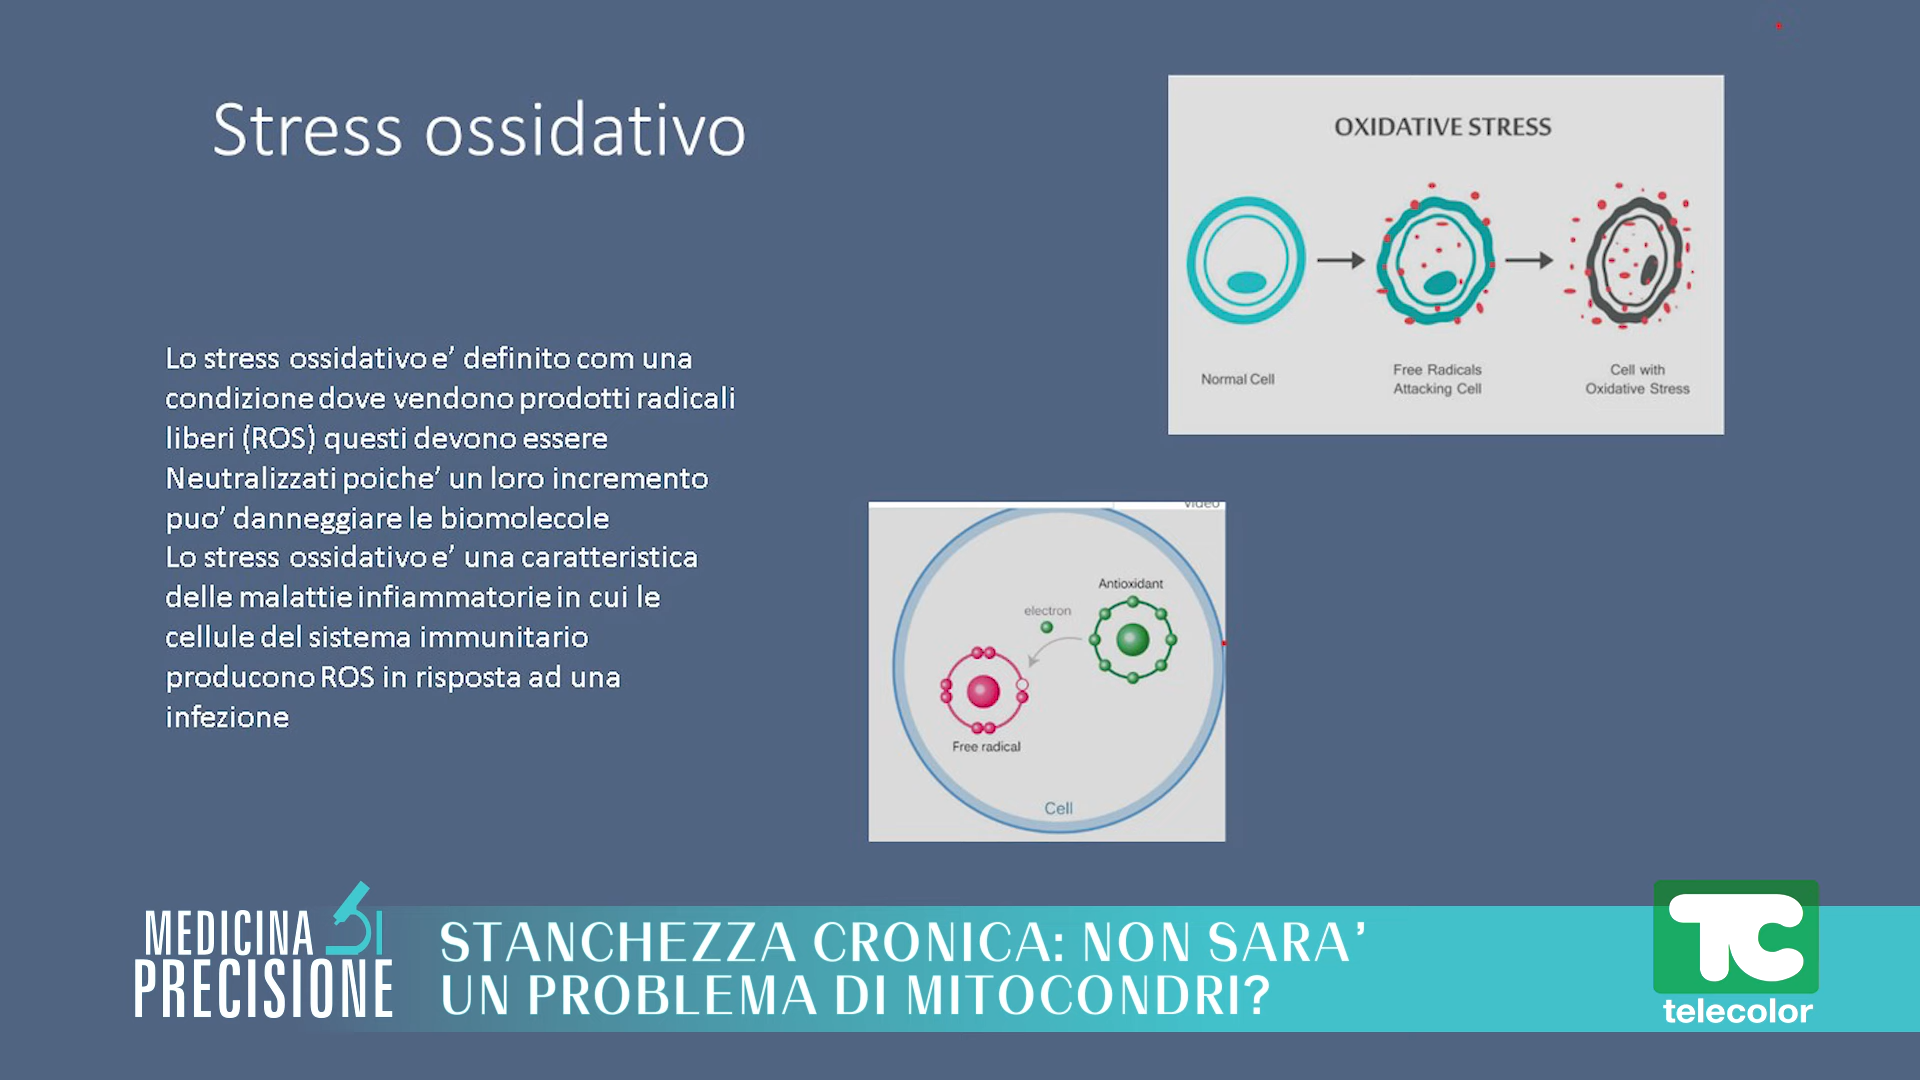 Stress ossidativo
Lo stress ossidativo e' definito com una
condizione dove vendono prodotti radicali
liberi (ROS) questi devono essere
Neutralizzati poiche' un loro incremento
puo' danneggiare le biomolecole
Lo stress ossidativo e' una caratteristica
delle malattie infiammatorie in cui le
cellule del sistema immunitario
producono ROS in risposta ad una
infezione
OXIDATIVE STRESS
Normal Cell
Free Radicals
Attacking Cell
Cell with
Oxidative Stress
video
Antioxidant
electron
Free radical
Cell
MEDICINA DI
PRECISIONE
STANCHEZZA CRONICA: NON SARA'
UN PROBLEMA DI MITOCONDRI?
TC
telecolor